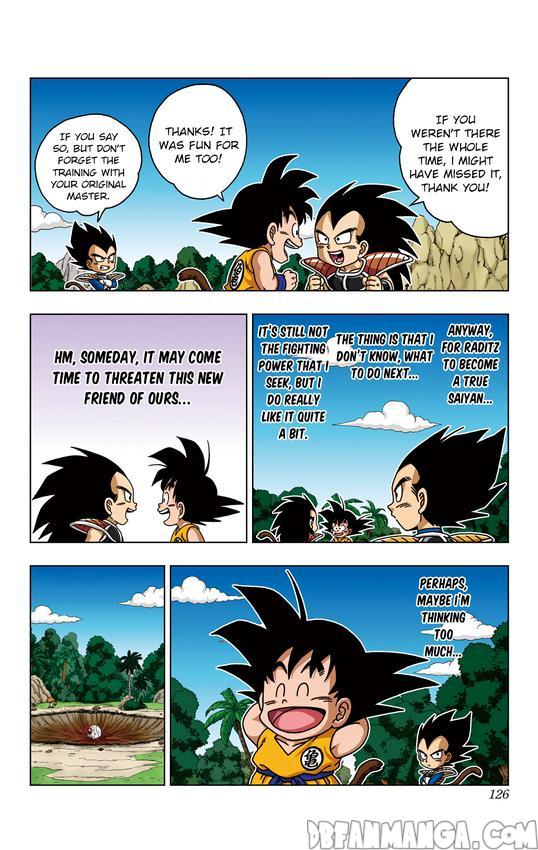 IF YOU
WEREN'T THERE
THE WHOLE
TIME, I MIGHT
HAVE MISSED IT,
THANK YOU!
THANKS! IT
WAS FUN FOR
ME TOO!
IF YOU SAY
SO, BUT DON'T
FORGET THE
TRAINING WITH
YOUR ORIGINAL
MASTER.
ANYWAY,
FOR RADITZ
TO BECOME
A TRUE
SAIYAN...
THE THING IS THAT I
DON'T KNOW, WHAT
TO DO NEXT...
IT'S STILL NOT
THE FIGHTING
POWER THAT I
SEEK, BUT I
DO REALLY
LIKE IT QUITE
A BIT.
HM, SOMEDAY, IT MAY COME
TIME TO THREATEN THIS NEW
FRIEND OF OURS...
PERHAPS,
MAYBE I'M
THINKING
TOO
MUCH...
亀
126
DBFANMANGA.COM